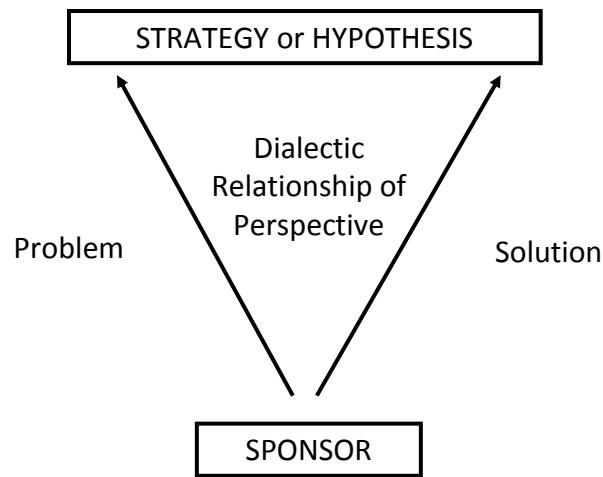 STRATEGY or HYPOTHESIS
Dialectic
Relationship of
Perspective
Problem
Solution
SPONSOR